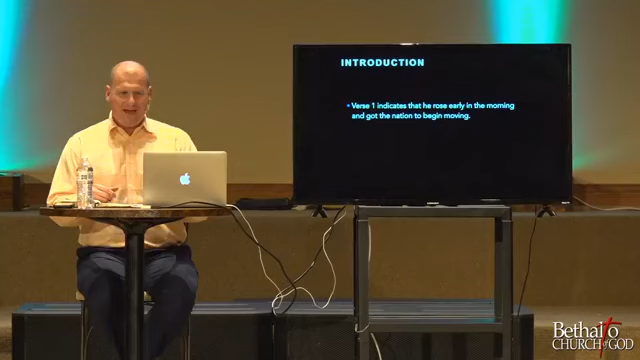 INTRODUCTION
• Verse 1 indicates that he rose early in the morning
and got the nation to begin moving.
Bethalto
CHURCH of GOD